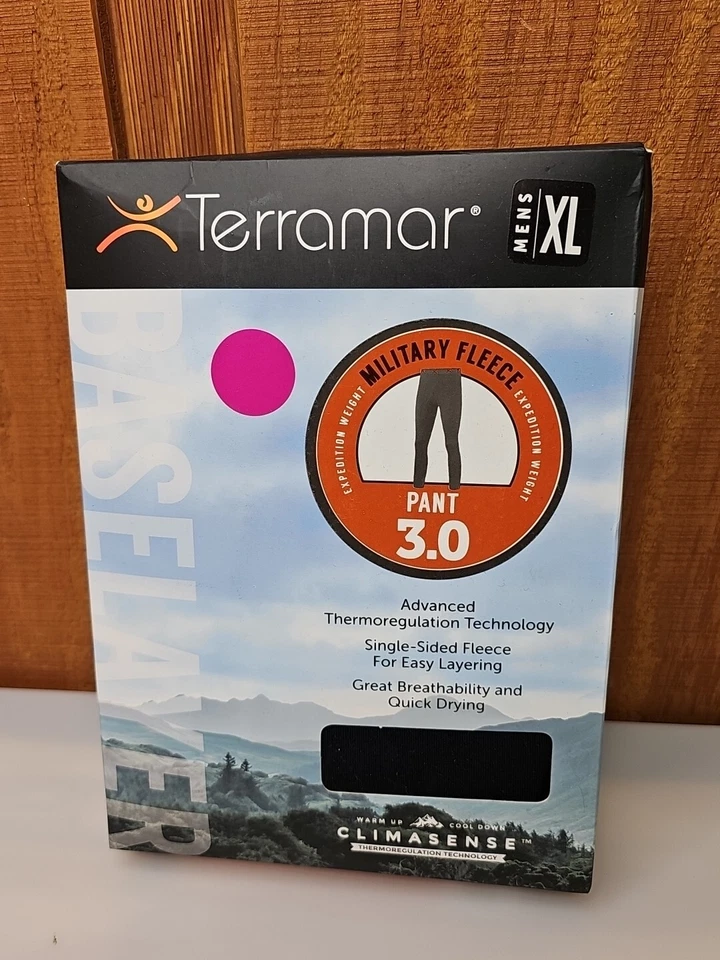 Terramar®
MENS XL
BASELAYER
MILITARY FLEECE
EXPEDITION WEIGHT
EXPEDITION WEIGHT
PANT
3.0
Advanced
Thermoregulation Technology
Single-Sided Fleece
For Easy Layering
Great Breathability and
Quick Drying
WARM UP COOL DOWN
CLIMASENSE™
THERMOREGULATION TECHNOLOGY